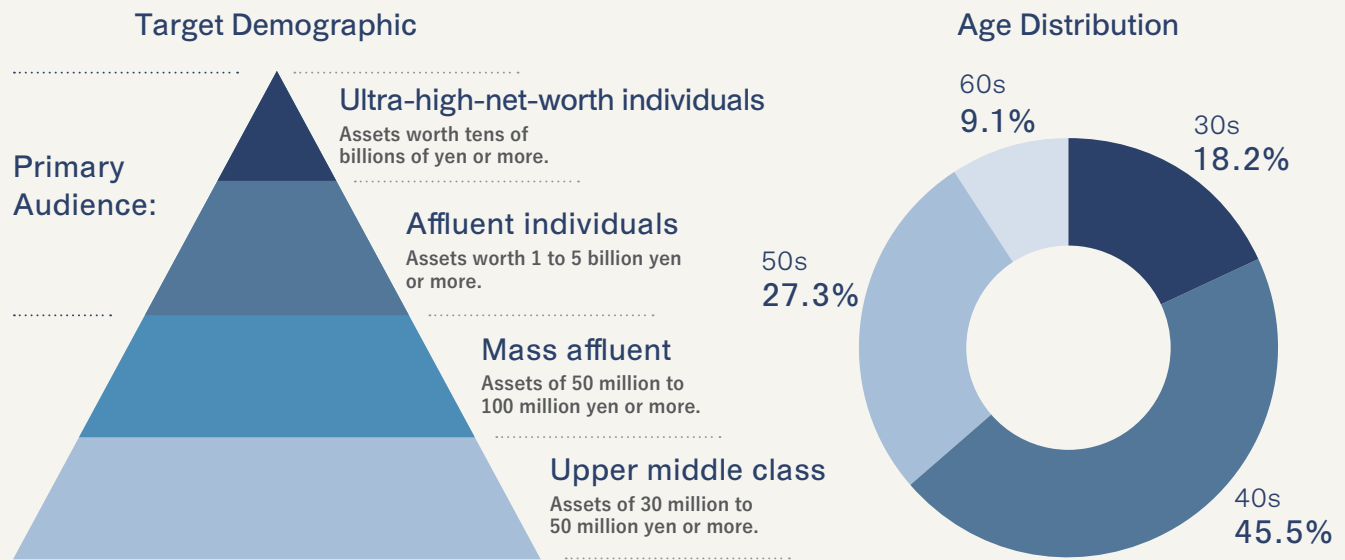 Target Demographic
Primary
Audience:
Ultra-high-net-worth individuals
Assets worth tens of
billions of yen or more.
Affluent individuals
Assets worth 1 to 5 billion yen
or more.
Mass affluent
Assets of 50 million to
100 million yen or more.
Upper middle class
Assets of 30 million to
50 million yen or more.
Age Distribution
60s
9.1%
30s
18.2%
50s
27.3%
40s
45.5%